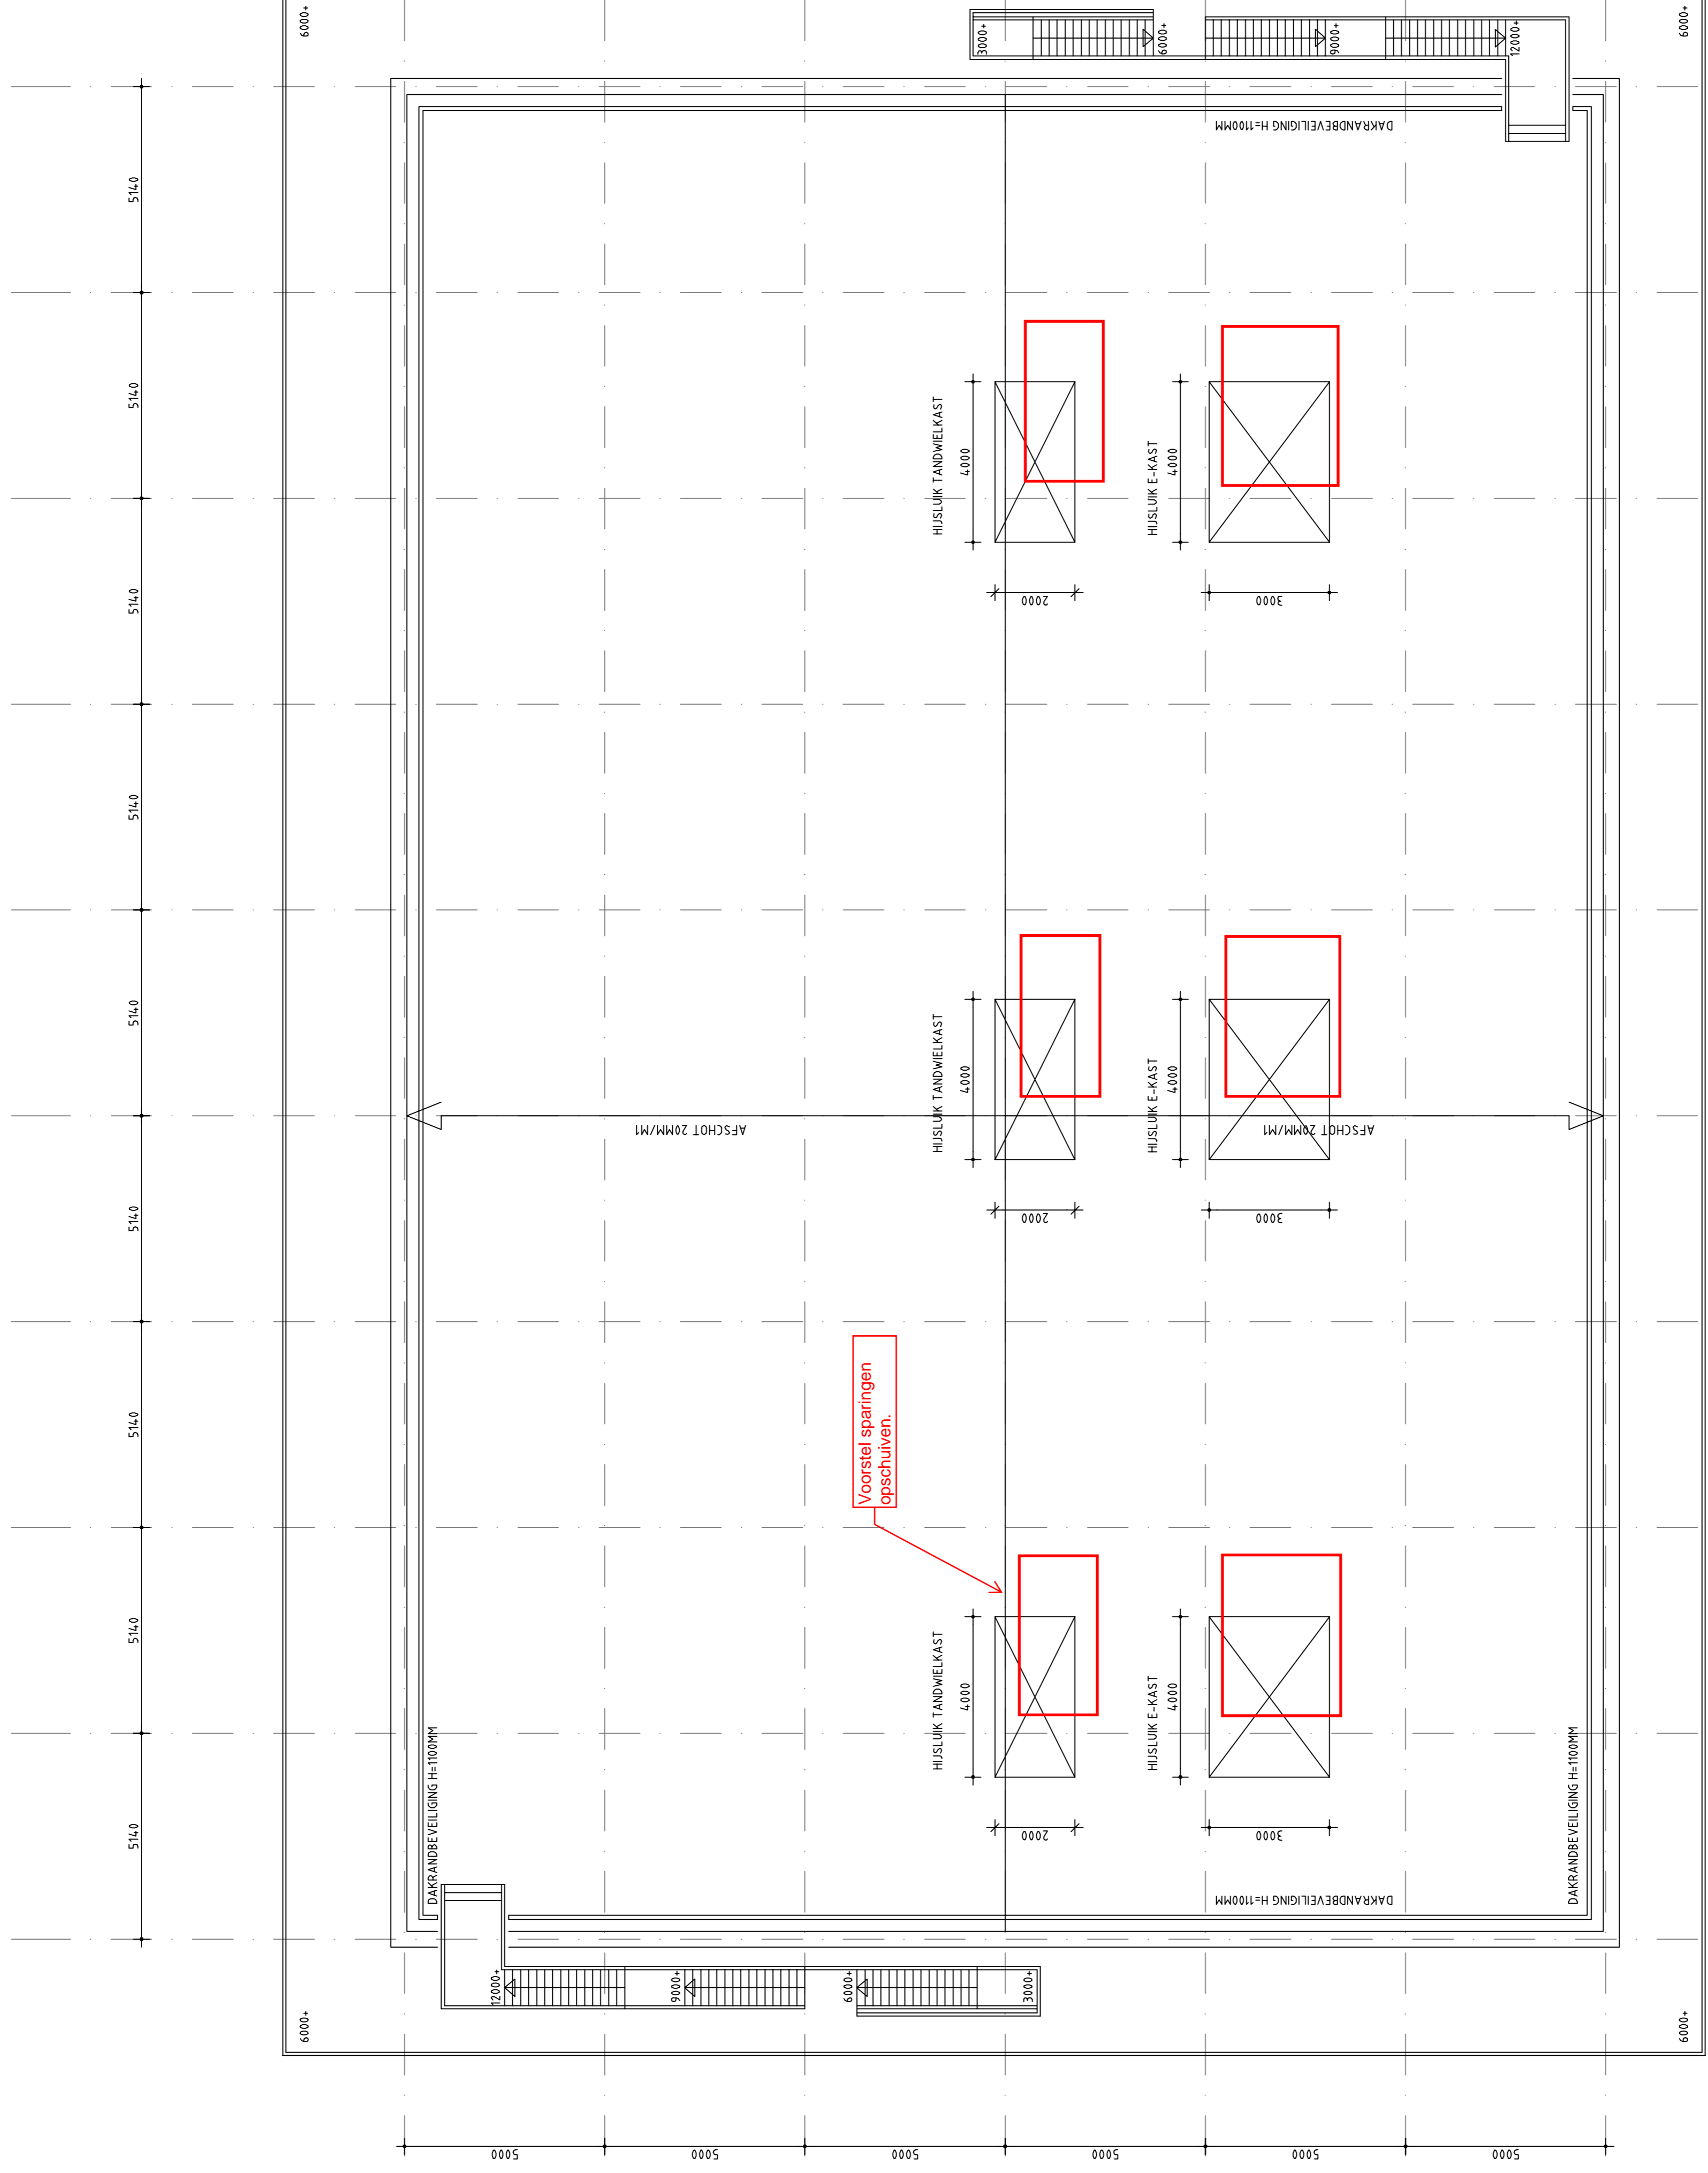 6000+
6000+
3000+
6000+
9000+
12000+
DAKRANDBEVEILIGING H=1100MM
5140
5140
5140
5140
5140
5140
5140
5140
5140
HIJSLUIK TANDWIELKAST
4000
2000
HIJSLUIK E-KAST
4000
3000
HIJSLUIK TANDWIELKAST
4000
2000
HIJSLUIK E-KAST
4000
3000
AFSCHOT 20MM/M1
AFSCHOT 20MM/M1
Voorstel sparingen
opschuiven.
HIJSLUIK TANDWIELKAST
4000
2000
HIJSLUIK E-KAST
4000
3000
DAKRANDBEVEILIGING H=1100MM
DAKRANDBEVEILIGING H=1100MM
DAKRANDBEVEILIGING H=1100MM
12000+
9000+
6000+
3000+
6000+
6000+
5000
5000
5000
5000
5000
5000